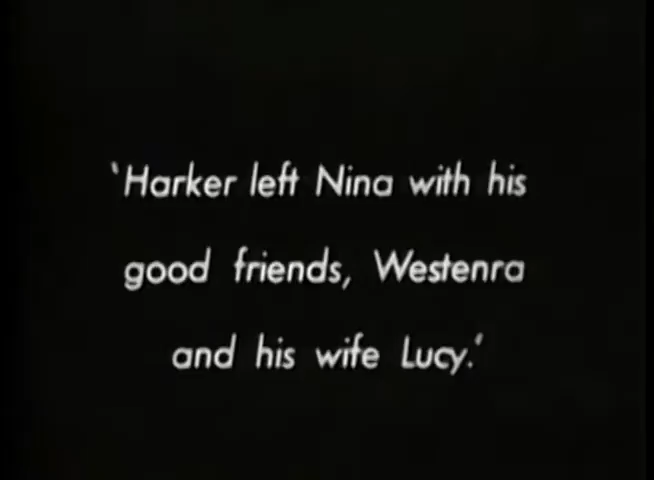 'Harker left Nina with his
good friends, Westenra
and his wife Lucy.'